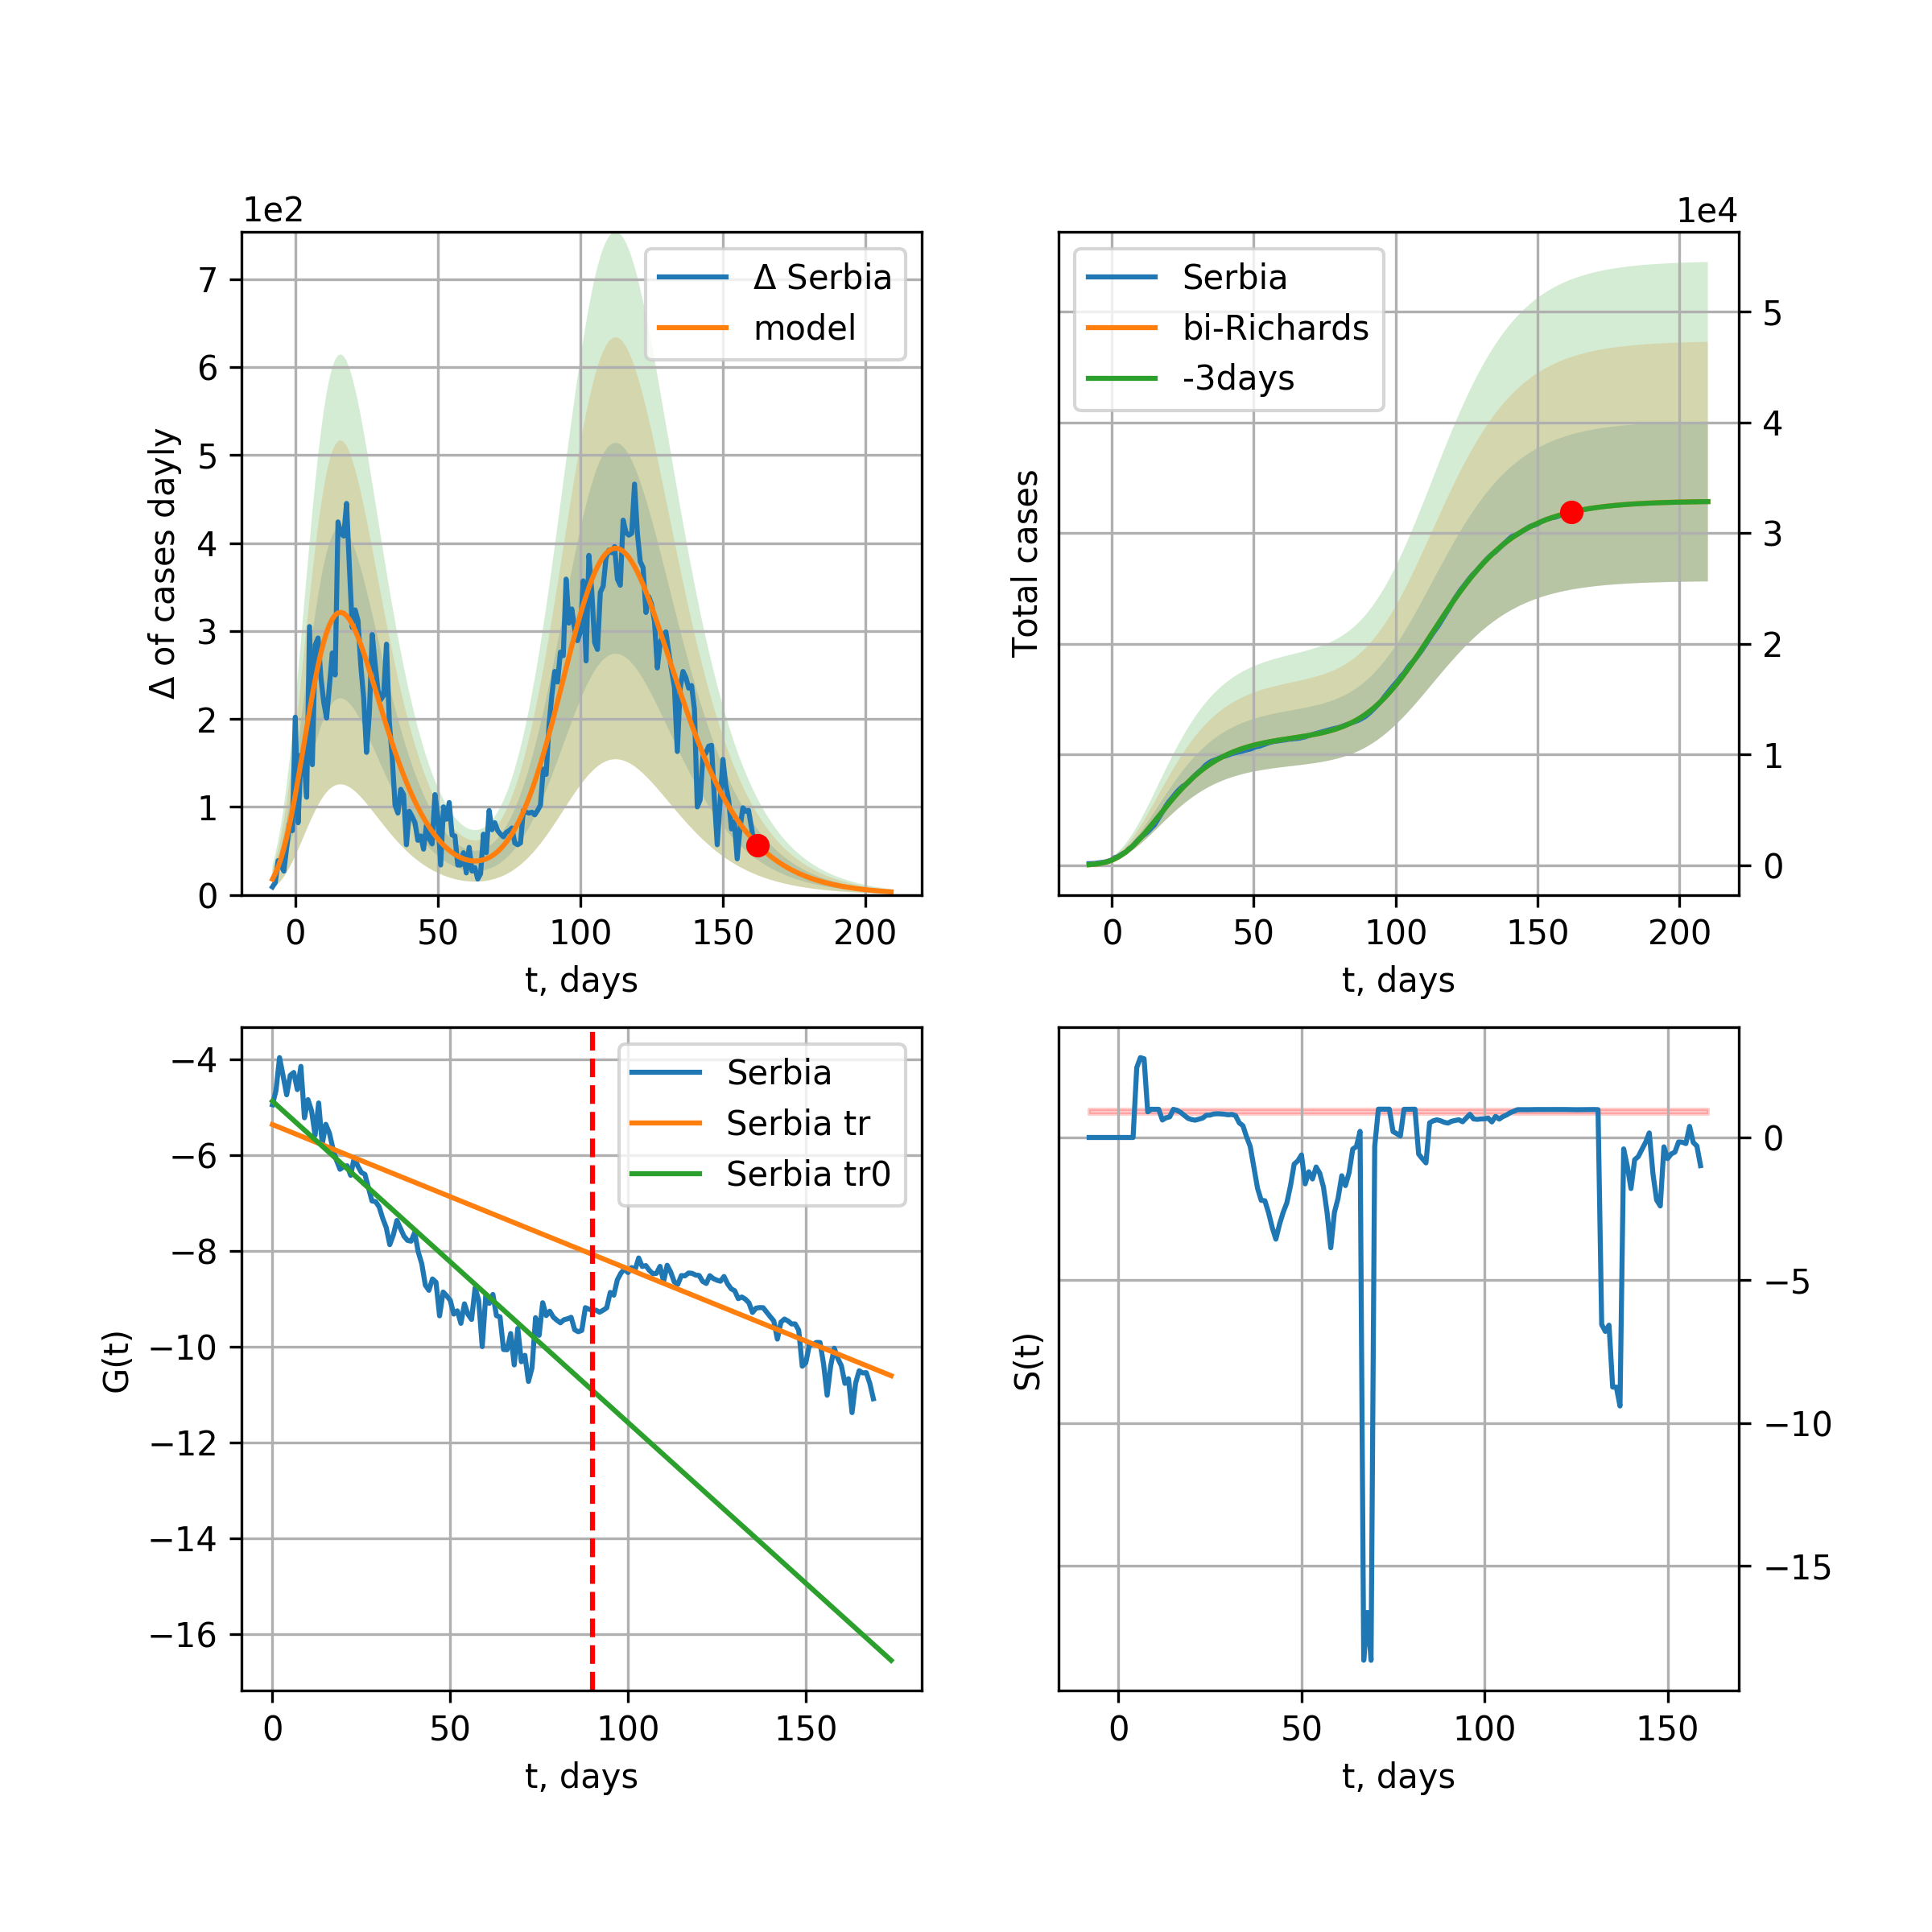 1e2
Δ of cases dayly
7
6
5
4
3
2
1
0
Δ Serbia
model
0 50 100 150 200
t, days
1e4
Total cases
Serbia
bi-Richards
-3days
5
4
3
2
1
0
0 50 100 150 200
t, days
G(t)
−4
−6
−8
−10
−12
−14
−16
Serbia
Serbia tr
Serbia tr0
0 50 100 150
t, days
S(t)
0
−5
−10
−15
0 50 100 150
t, days